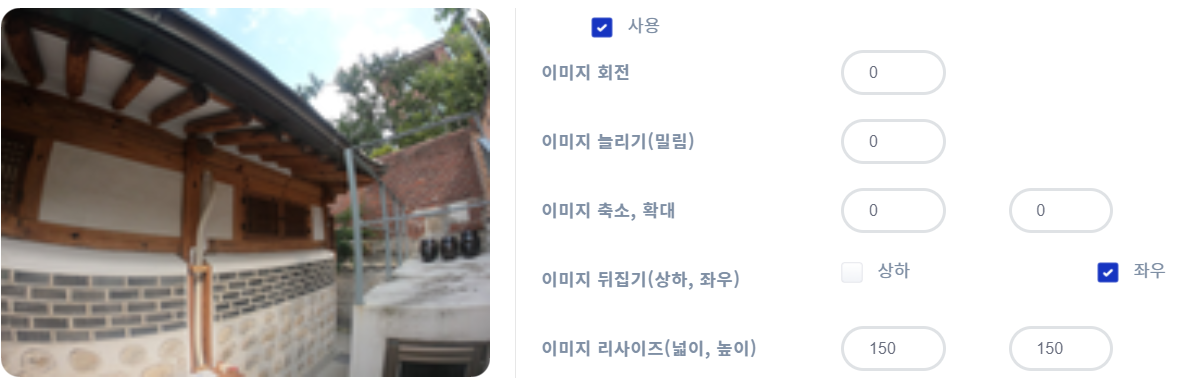 사용
이미지 회전 0
이미지 늘리기(밀림) 0
이미지 축소, 확대 0 0
이미지 뒤집기(상하, 좌우) 상하 좌우
이미지 리사이즈(넓이, 높이) 150 150